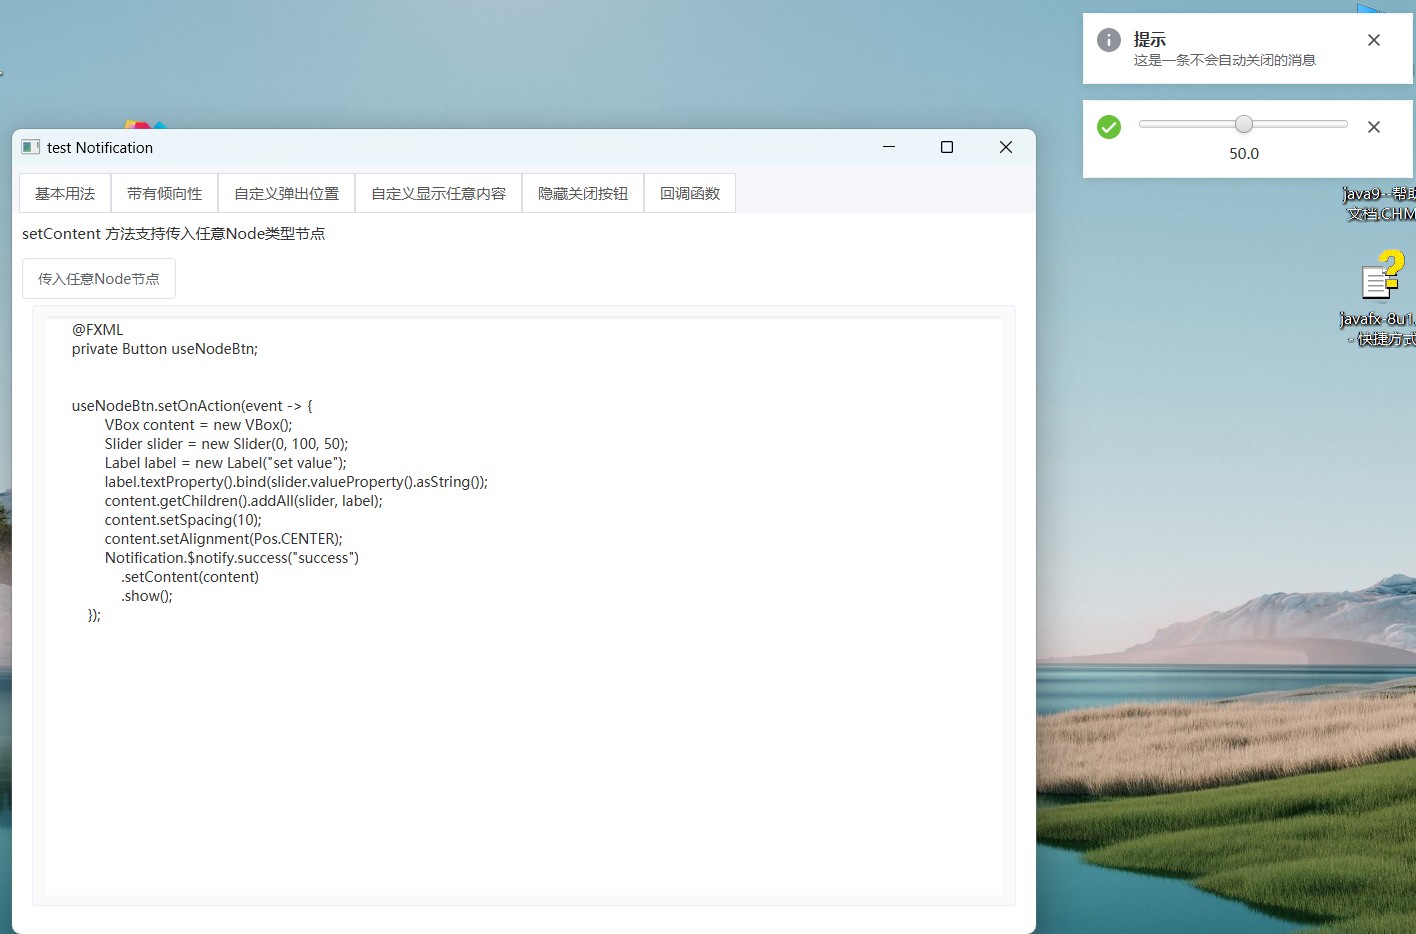 提示
这是一条不会自动关闭的消息
50.0
test Notification
基本用法 带有倾向性 自定义弹出位置 自定义显示任意内容 隐藏关闭按钮 回调函数
setContent 方法支持传入任意Node类型节点
传入任意Node节点
@FXML
private Button useNodeBtn;
useNodeBtn.setOnAction(event -> {
VBox content = new VBox();
Slider slider = new Slider(0, 100, 50);
Label label = new Label("set value");
label.textProperty().bind(slider.valueProperty().asString());
content.getChildren().addAll(slider, label);
content.setSpacing(10);
content.setAlignment(Pos.CENTER);
Notification.$notify.success("success")
.setContent(content)
.show();
});
java9--帮助
文档.CHM
javafx-8u1.
- 快捷方式